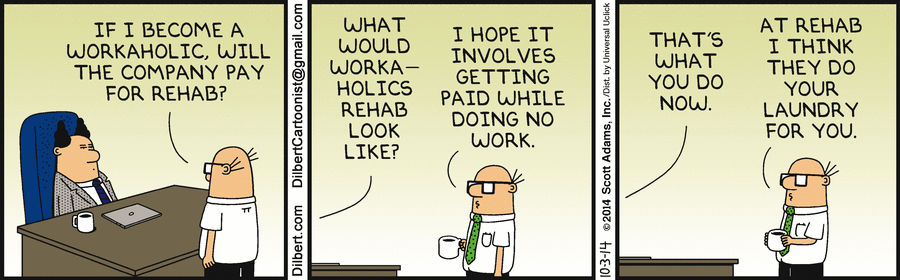 IF I BECOME A
WORKAHOLIC, WILL
THE COMPANY PAY
FOR REHAB?
Dilbert.com DilbertCartoonist@gmail.com
WHAT
WOULD
WORKA—
HOLICS
REHAB
LOOK
LIKE?
I HOPE IT
INVOLVES
GETTING
PAID WHILE
DOING NO
WORK.
10-3-14 © 2014 Scott Adams, Inc. /Dist. by Universal Uclick
THAT'S
WHAT
YOU DO
NOW.
AT REHAB
I THINK
THEY DO
YOUR
LAUNDRY
FOR YOU.